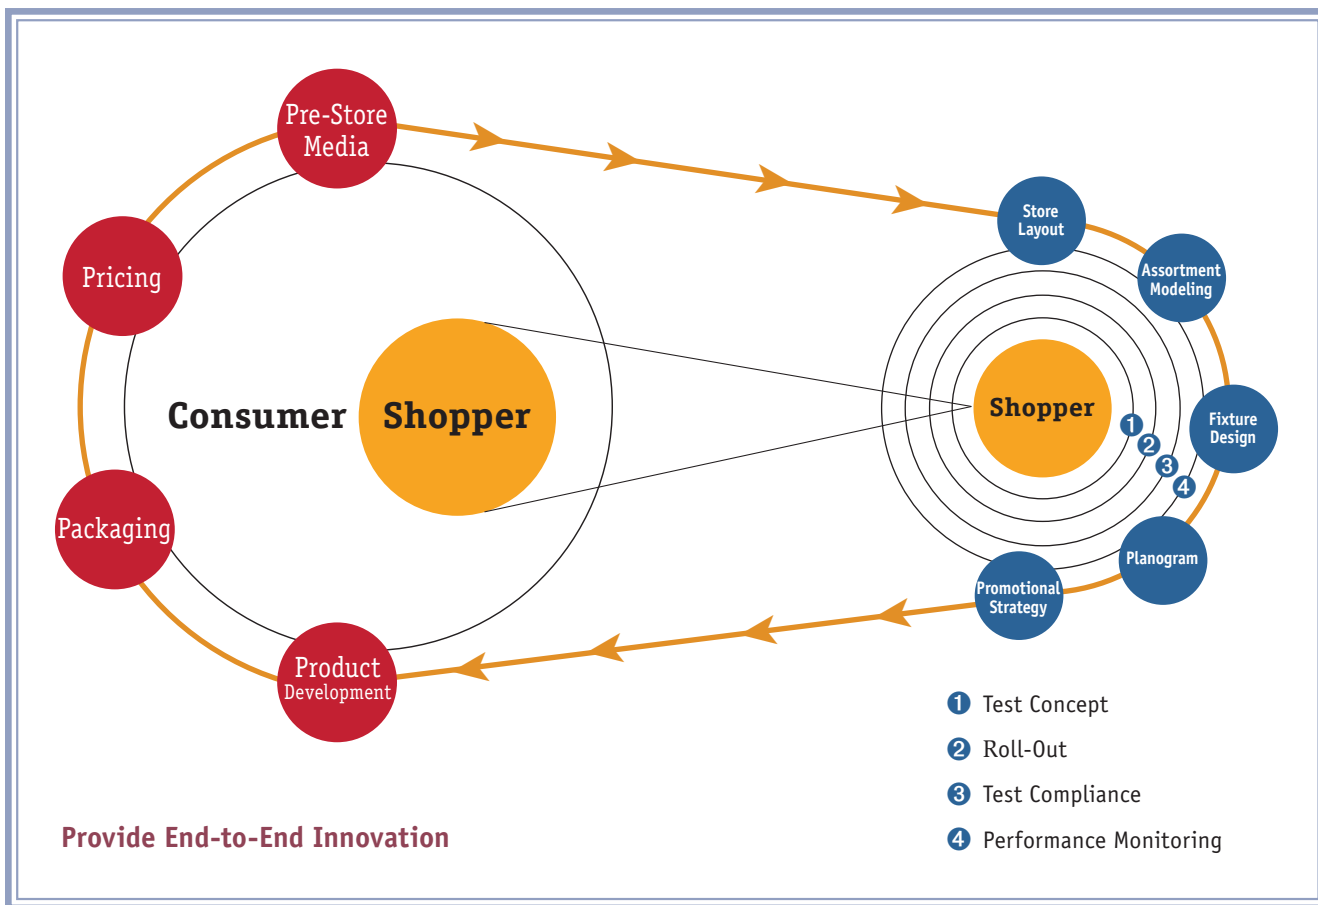 Pre-Store
Media
Pricing
Packaging
Product
Development
Consumer
Shopper
Store
Layout
Assortment
Modeling
Fixture
Design
Planogram
Promotional
Strategy
Shopper
1
2
3
4
1 Test Concept
2 Roll-Out
3 Test Compliance
4 Performance Monitoring
Provide End-to-End Innovation